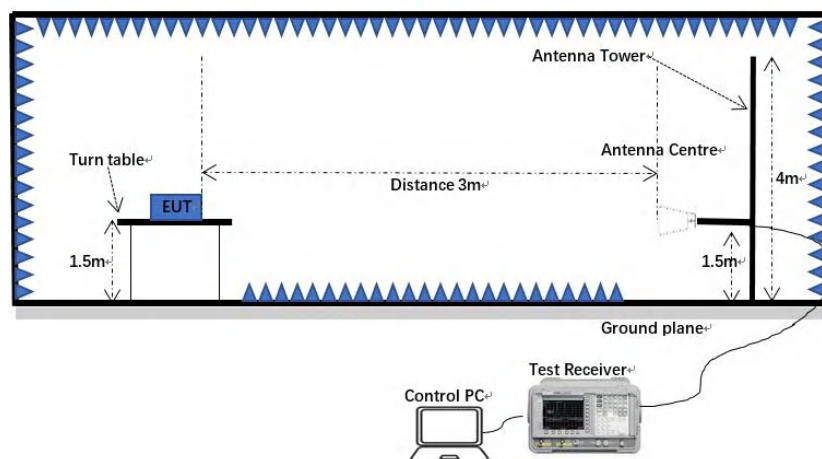 Antenna Tower
Antenna Centre
Turn table
Distance 3m
4m
EUT
1.5m
1.5m
Ground plane
Test Receiver
Control PC